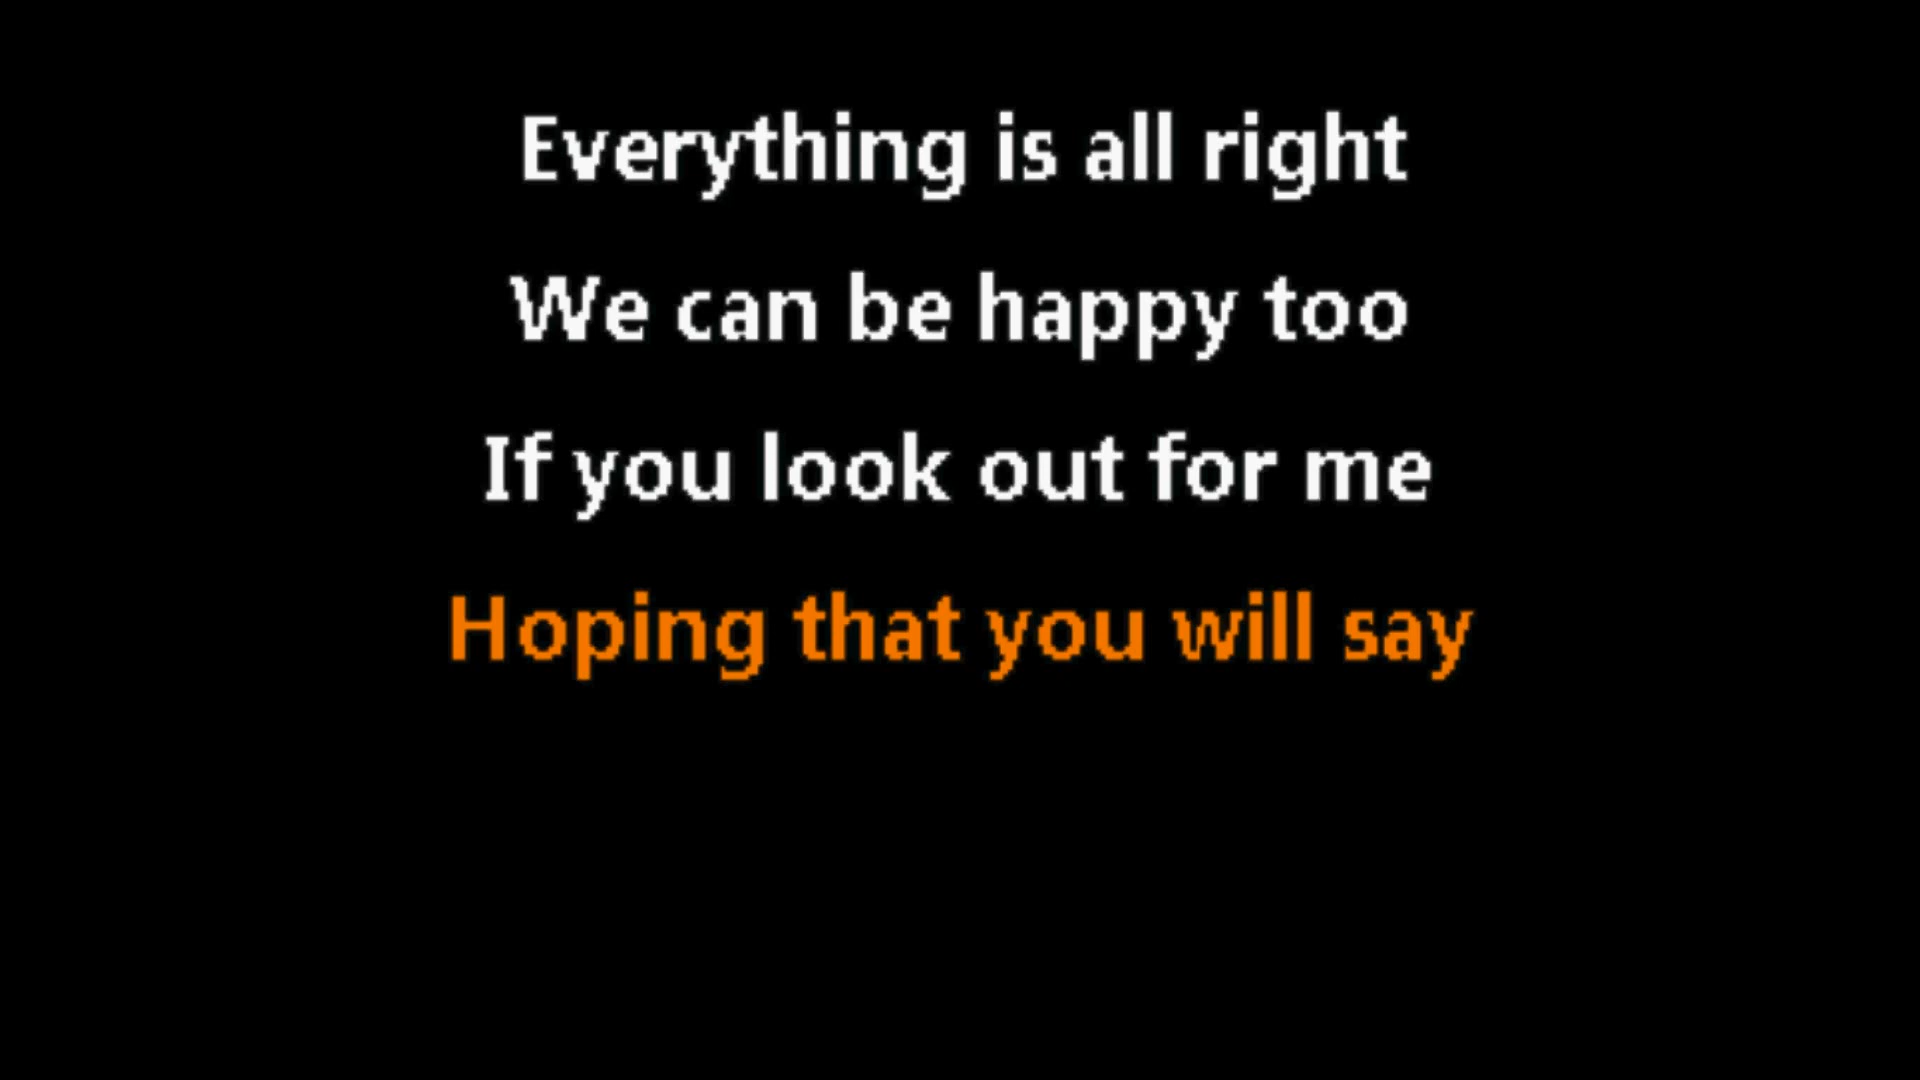 Everything is all right
We can be happy too
If you look out for me
Hoping that you will say